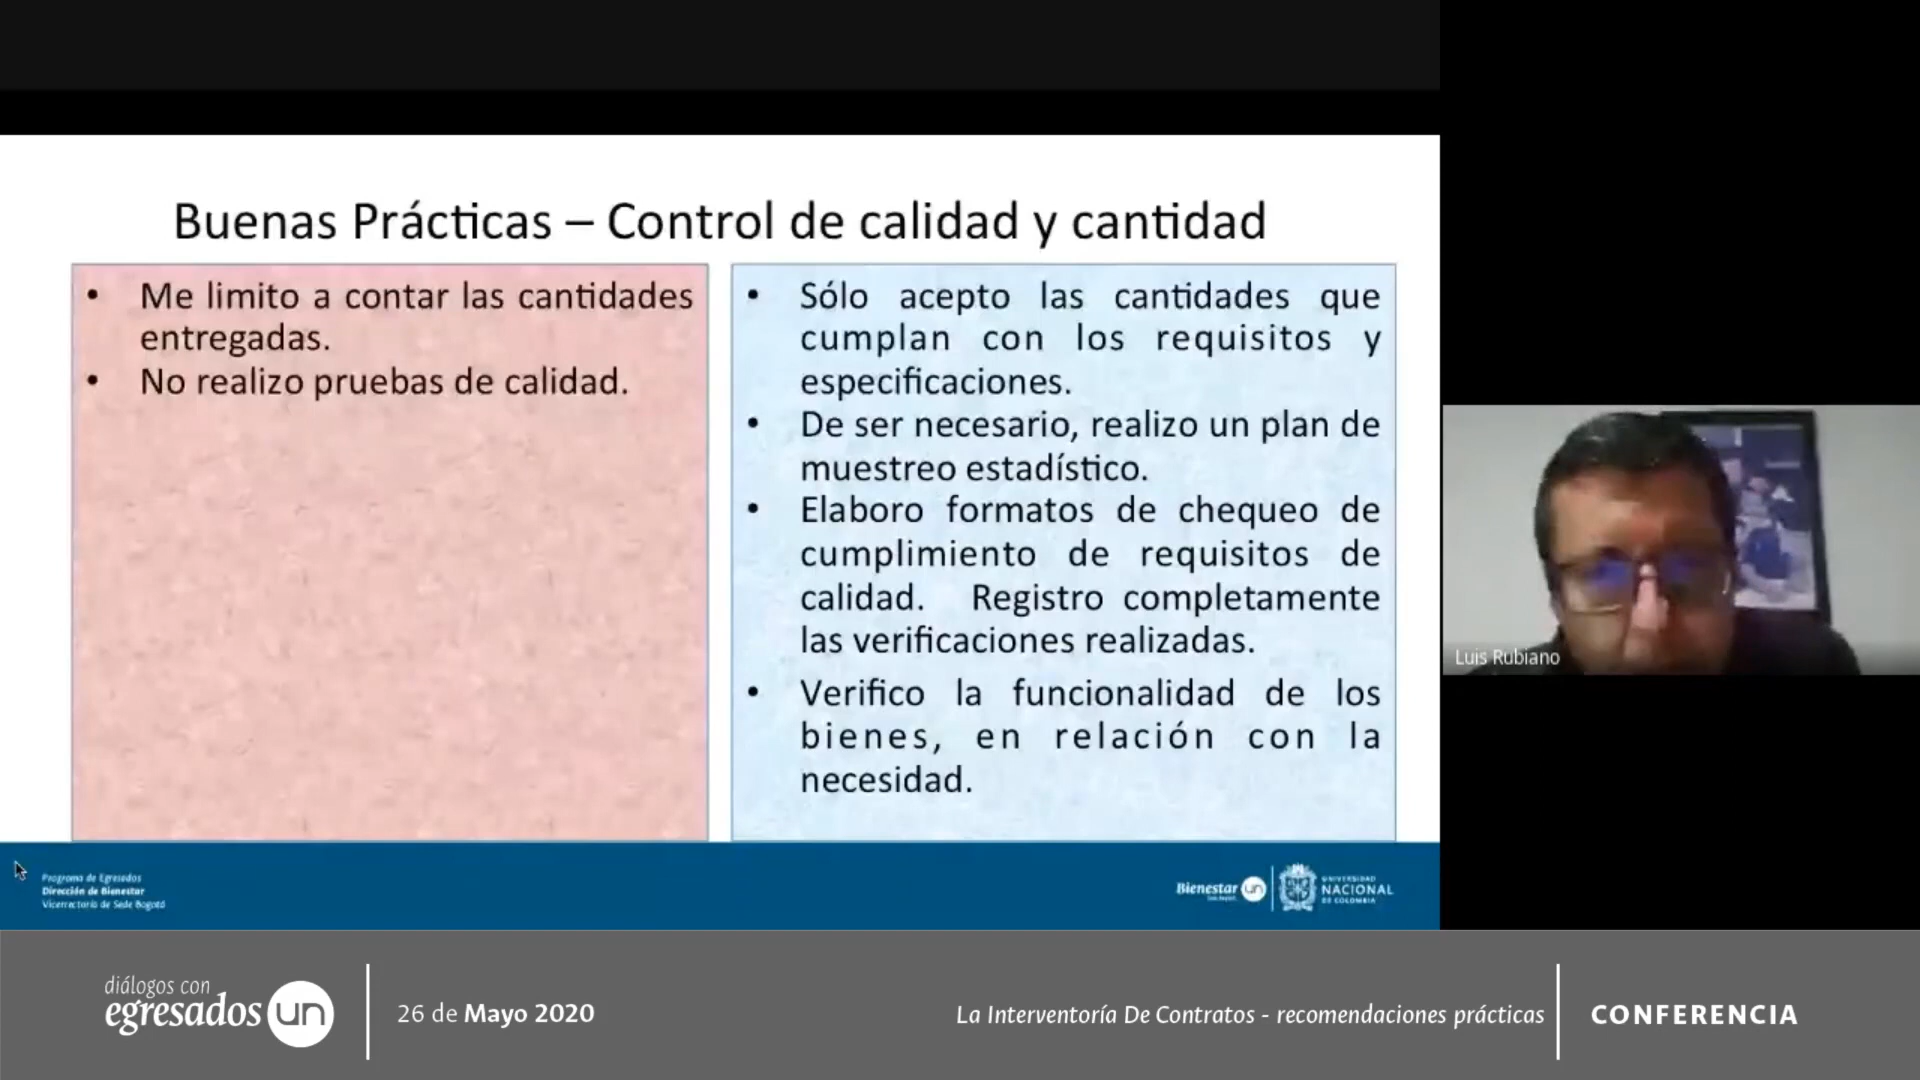 Buenas Prácticas – Control de calidad y cantidad
• Me limito a contar las cantidades
entregadas.
• No realizo pruebas de calidad.
• Sólo acepto las cantidades que
cumplan con los requisitos y
especificaciones.
• De ser necesario, realizo un plan de
muestreo estadístico.
• Elaboro formatos de chequeo de
cumplimiento de requisitos de
calidad. Registro completamente
las verificaciones realizadas.
• Verifico la funcionalidad de los
bienes, en relación con la
necesidad.
Luis Rubiano
Programa de Egresados
Dirección de Bienestar
Vicerrectoría de Sede Bogotá
Bienestar un
UNIVERSIDAD
NACIONAL
DE COLOMBIA
diálogos con
egresados un
26 de Mayo 2020
La Interventoría De Contratos - recomendaciones prácticas
CONFERENCIA